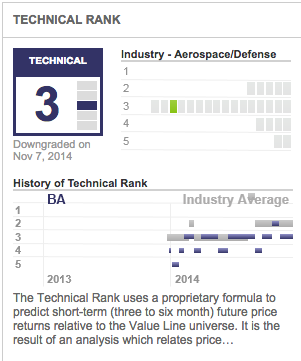 TECHNICAL RANK
TECHNICAL
3
Downgraded on
Nov 7, 2014
Industry - Aerospace/Defense
1
2
3
4
5
History of Technical Rank
BA Industry Average
1
2
3
4
5
2013 2014
The Technical Rank uses a proprietary formula to
predict short-term (three to six month) future price
returns relative to the Value Line universe. It is the
result of an analysis which relates price…